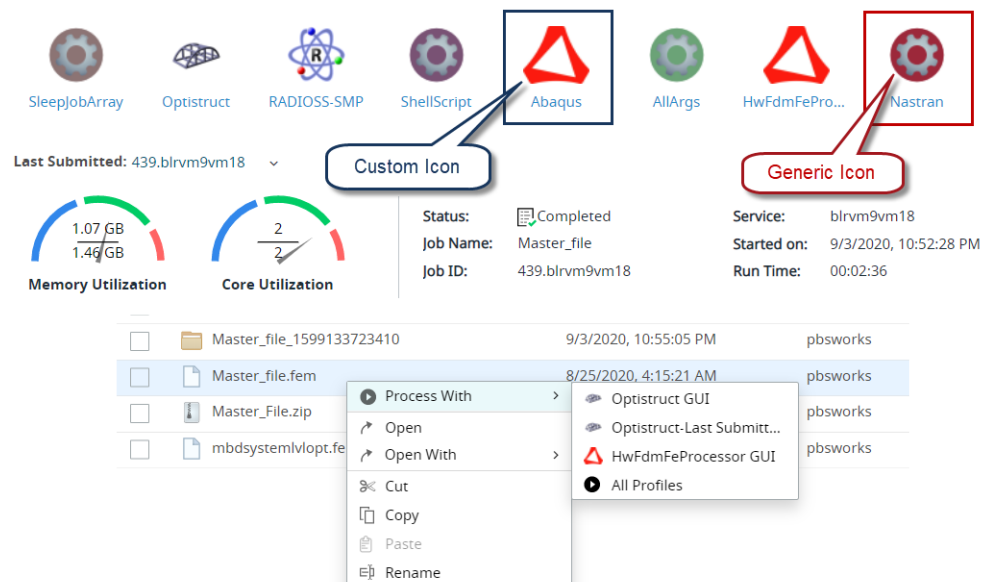 SleepJobArray Optistruct RADIOSS-SMP ShellScript Abaqus AllArgs HwFdmFePro... Nastran
R
Custom Icon
Generic Icon
Last Submitted: 439.blrvm9vm18
1.07 GB
1.46 GB
Memory Utilization
2
2
Core Utilization
Status: Completed
Job Name: Master_file
Job ID: 439.blrvm9vm18
Service: blrvm9vm18
Started on: 9/3/2020, 10:52:28 PM
Run Time: 00:02:36
Master_file_1599133723410 9/3/2020, 10:55:05 PM pbsworks
Master_file.fem 8/25/2020, 4:15:21 AM pbsworks
Master_File.zip pbsworks
mbdsystemlvlopt.fe pbsworks
Process With
Open
Open With
Cut
Copy
Paste
Rename
Optistruct GUI
Optistruct-Last Submitt...
HwFdmFeProcessor GUI
All Profiles